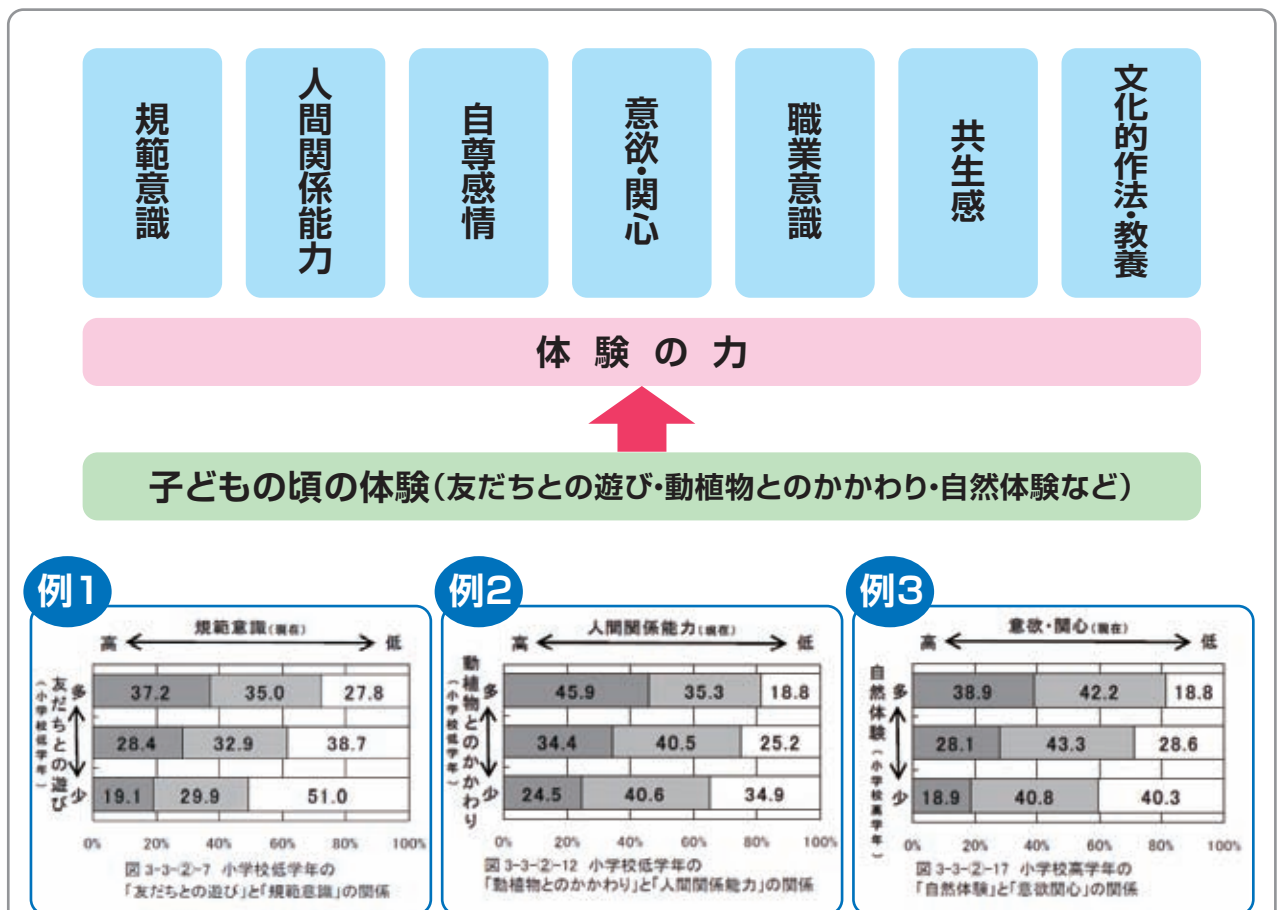 規範意識
人間関係能力
自尊感情
意欲・関心
職業意識
共生感
文化的作法・教養
体験の力
子どもの頃の体験(友だちとの遊び・動植物とのかかわり・自然体験など)
例1
規範意識(現在)
高 低
友だちとの遊び
(小学校低学年)
多
37.2 35.0 27.8
28.4 32.9 38.7
少
19.1 29.9 51.0
0% 20% 40% 60% 80% 100%
図 3-3-②-7 小学校低学年の
「友だちとの遊び」と「規範意識」の関係
例2
人間関係能力(現在)
高 低
動植物とのかかわり
(小学校低学年)
多
45.9 35.3 18.8
34.4 40.5 25.2
少
24.5 40.6 34.9
0% 20% 40% 60% 80% 100%
図 3-3-②-12 小学校低学年の
「動植物とのかかわり」と「人間関係能力」の関係
例3
意欲・関心(現在)
高 低
自然体験(小学校高学年)
多
38.9 42.2 18.8
28.1 43.3 28.6
少
18.9 40.8 40.3
0% 20% 40% 60% 80% 100%
図 3-3-②-17 小学校高学年の
「自然体験」と「意欲関心」の関係